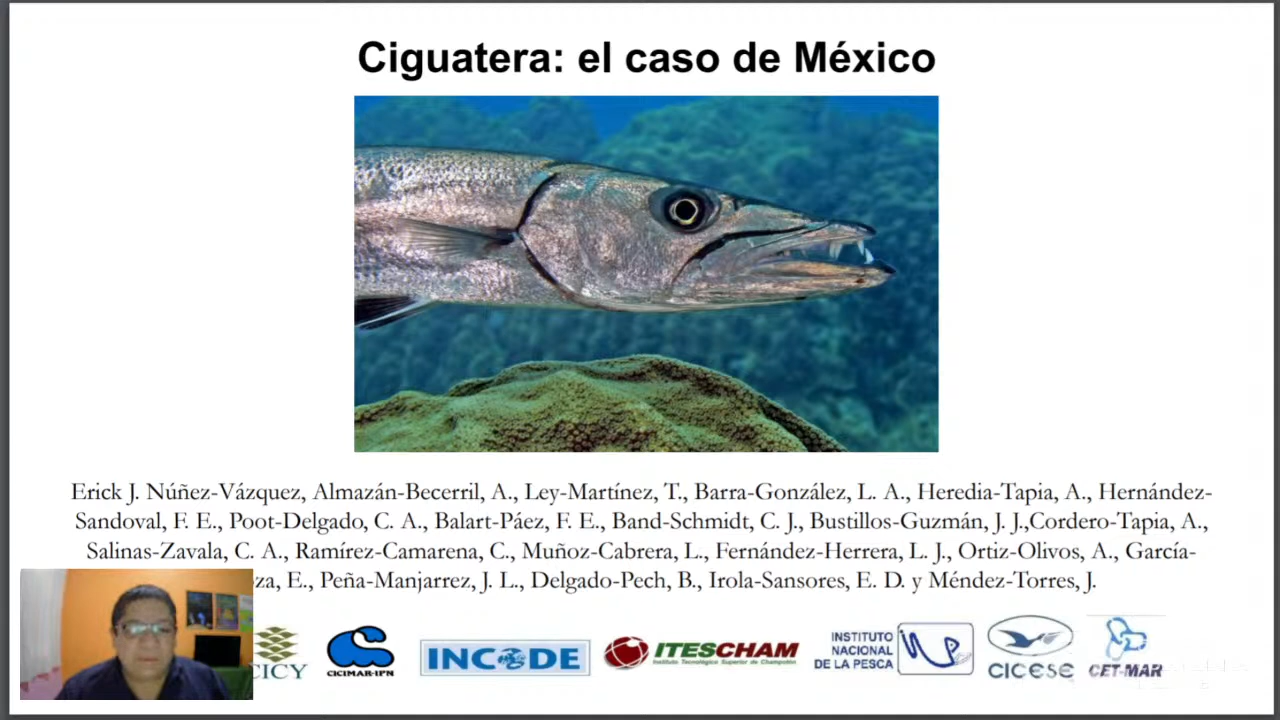 Ciguatera: el caso de México
Erick J. Núñez-Vázquez, Almazán-Becerril, A., Ley-Martínez, T., Barra-González, L. A., Heredia-Tapia, A., Hernández-
Sandoval, F. E., Poot-Delgado, C. A., Balart-Páez, F. E., Band-Schmidt, C. J., Bustillos-Guzmán, J. J.,Cordero-Tapia, A.,
Salinas-Zavala, C. A., Ramírez-Camarena, C., Muñoz-Cabrera, L., Fernández-Herrera, L. J., Ortiz-Olivos, A., García-
za, E., Peña-Manjarrez, J. L., Delgado-Pech, B., Irola-Sansores, E. D. y Méndez-Torres, J.
CICY
CICIMAR-IPN
INCODE
ITESCHAM
Instituto Tecnológico Superior de Champotón
INSTITUTO
NACIONAL
DE LA PESCA
CICESE
CET-MAR